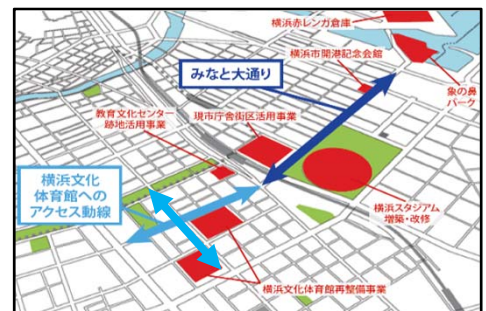 横浜赤レンガ倉庫
横浜市開港記念会館
みなと大通り
象の鼻
パーク
教育文化センター
跡地活用事業
現市庁舎街区活用事業
横浜文化
体育館への
アクセス動線
横浜スタジアム
増築・改修
横浜文化体育館再整備事業